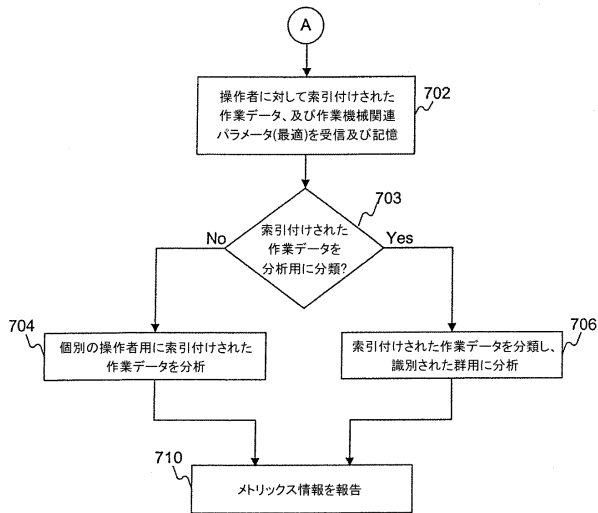 A
操作者に対して索引付けされた
作業データ、及び作業機械関連
パラメータ(最適)を受信及び記憶
702
703
索引付けされた
作業データを
分析用に分類?
No
Yes
704
個別の操作者用に索引付けされた
作業データを分析
706
索引付けされた作業データを分類し、
識別された群用に分析
710
メトリックス情報を報告